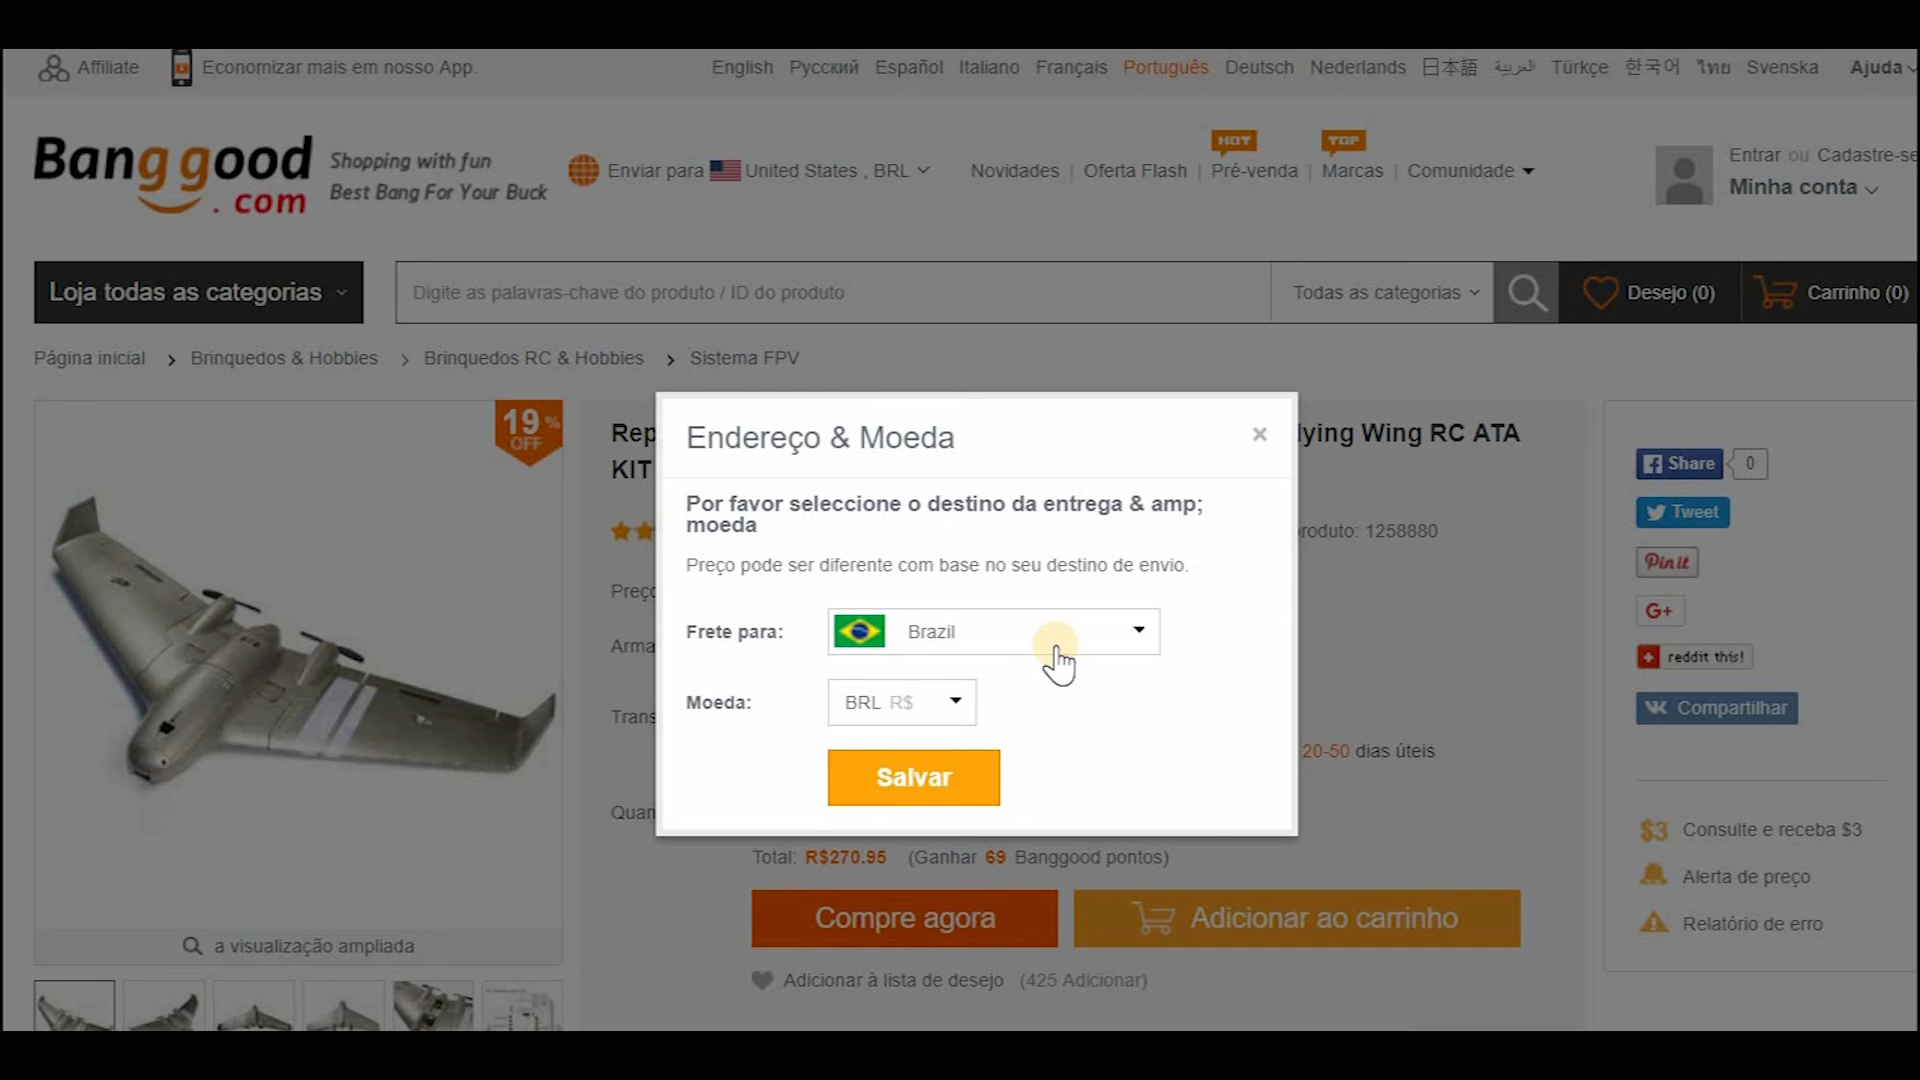 Affiliate
Economizar mais em nosso App.
English Русский Español Italiano Français Português Deutsch Nederlands 日本語 العربية Türkçe 한국어 ไทย Svenska Ajuda
Banggood
.com
Shopping with fun
Best Bang For Your Buck
Enviar para United States , BRL
HOT
TOP
Novidades | Oferta Flash | Pré-venda | Marcas | Comunidade
Entrar ou Cadastre-se
Minha conta
Loja todas as categorias
Digite as palavras-chave do produto / ID do produto
Todas as categorias
Desejo (0)
Carrinho (0)
Página inicial > Brinquedos & Hobbies > Brinquedos RC & Hobbies > Sistema FPV
19 %
OFF
Rep
lying Wing RC ATA
KIT
Endereço & Moeda
×
Por favor seleccione o destino da entrega & amp;
moeda
Preço pode ser diferente com base no seu destino de envio.
Frete para: Brazil
Moeda: BRL R$
Salvar
roduto: 1258880
Preço
Arma
Trans
20-50 dias úteis
Quan
Total: R$270.95 (Ganhar 69 Banggood pontos)
Compre agora
Adicionar ao carrinho
Adicionar à lista de desejo (425 Adicionar)
a visualização ampliada
Share 0
Tweet
Pin it
G+
reddit this!
Compartilhar
$3 Consulte e receba $3
Alerta de preço
Relatório de erro